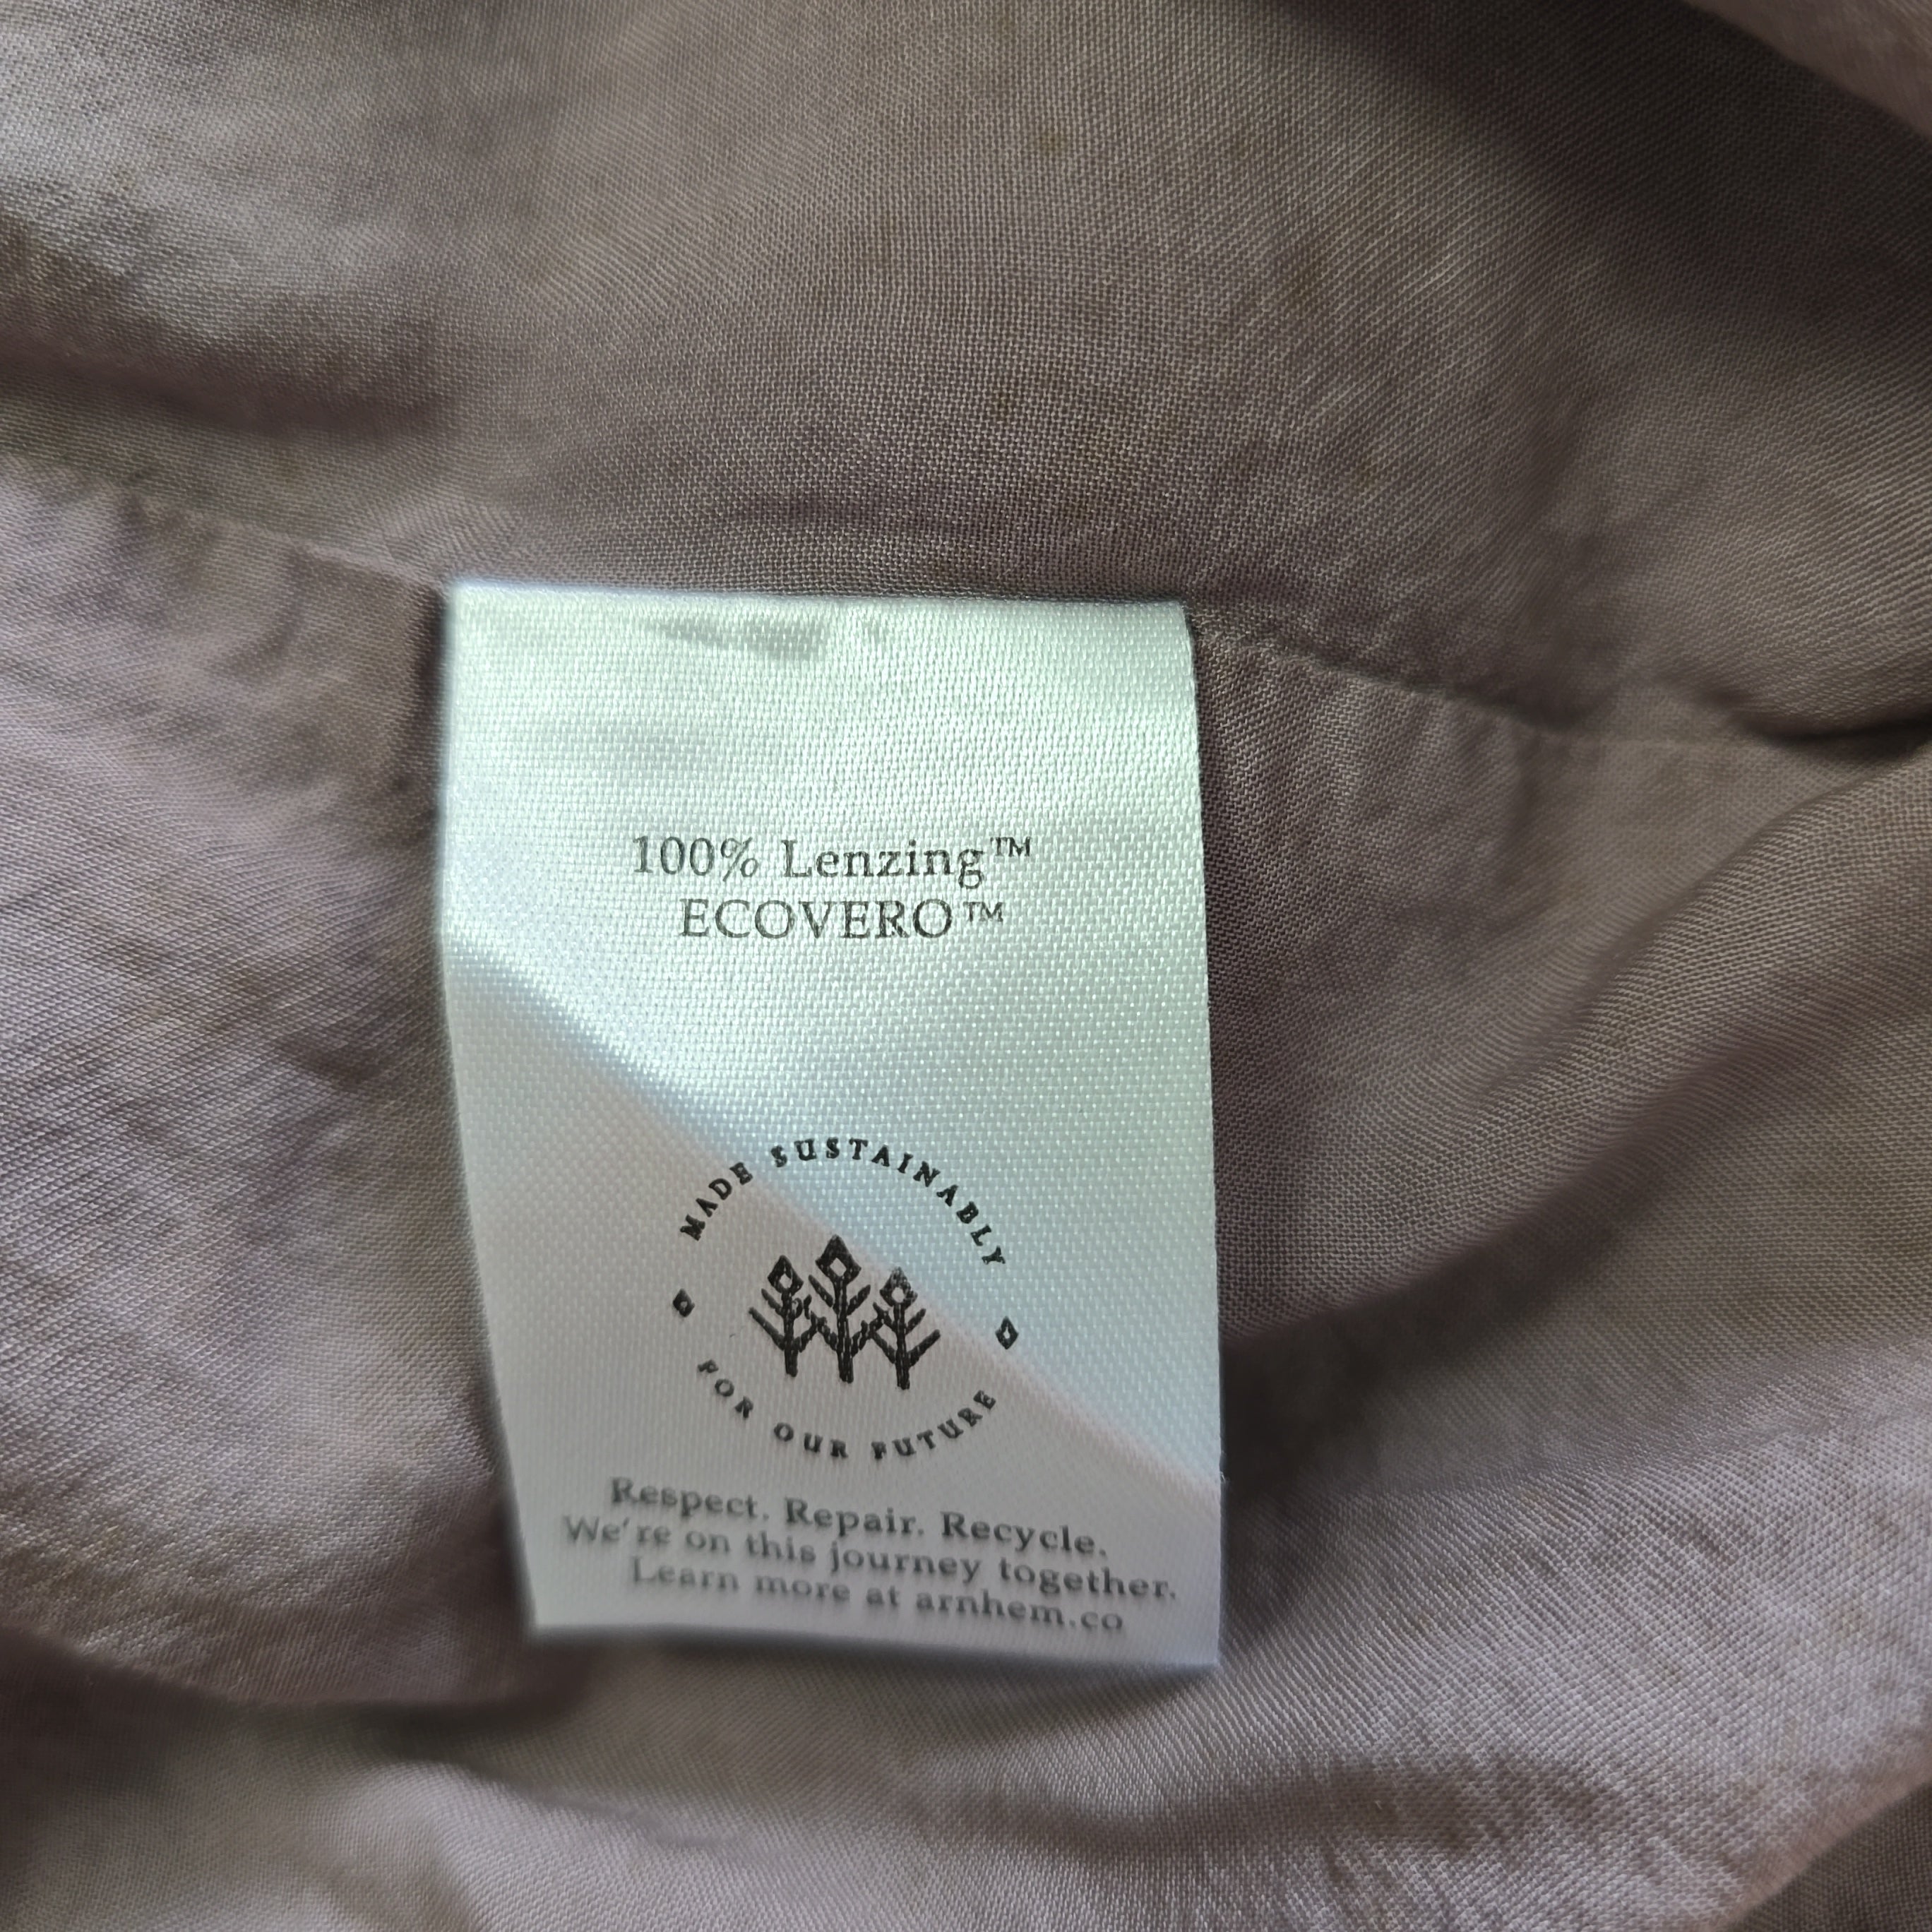 100% Lenzing™
ECOVERO™
MADE SUSTAINABLY
FOR OUR FUTURE
Respect. Repair. Recycle.
We're on this journey together.
Learn more at arnhem.co